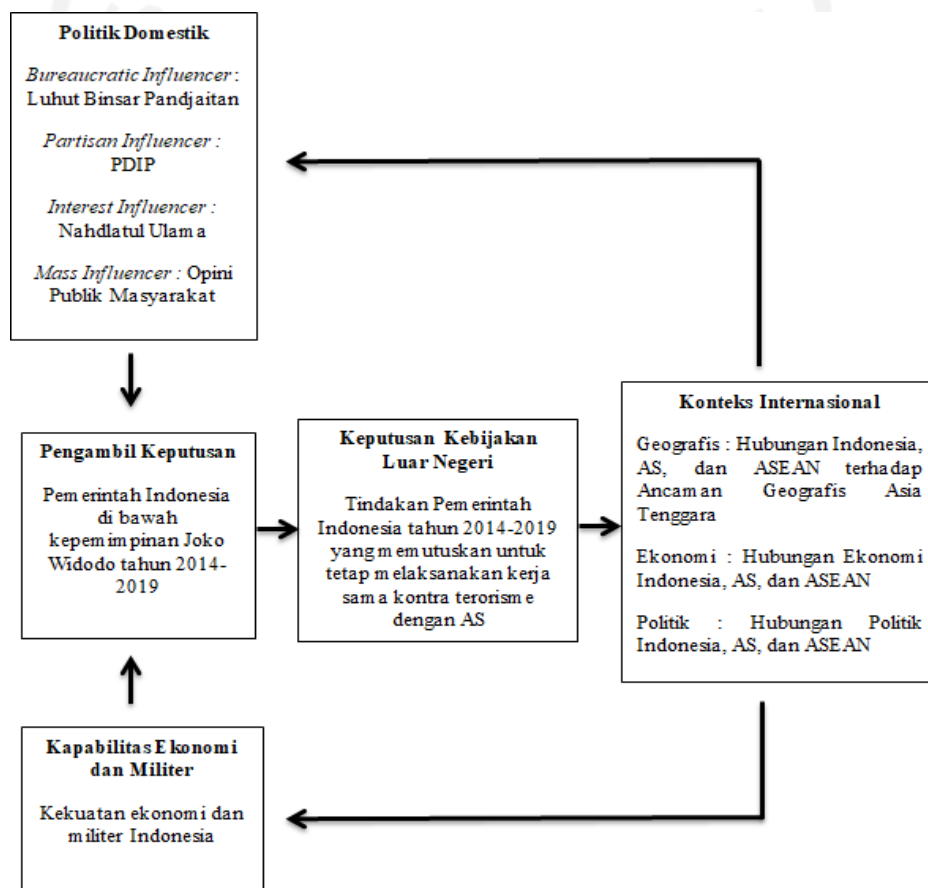 Politik Domestik
Bureaucratic Influencer :
Luhut Binsar Pandjaitan
Partisan Influencer :
PDIP
Interest Influencer :
Nahdlatul Ulama
Mass Influencer : Opini
Publik Masyarakat
Pengambil Keputusan
Pemerintah Indonesia
di bawah
kepemimpinan Joko
Widodo tahun 2014-
2019
Keputusan Kebijakan
Luar Negeri
Tindakan Pemerintah
Indonesia tahun 2014-2019
yang memutuskan untuk
tetap melaksanakan kerja
sama kontra terorisme
dengan AS
Konteks Internasional
Geografis : Hubungan Indonesia,
AS, dan ASEAN terhadap
Ancaman Geografis Asia
Tenggara
Ekonomi : Hubungan Ekonomi
Indonesia, AS, dan ASEAN
Politik : Hubungan Politik
Indonesia, AS, dan ASEAN
Kapabilitas Ekonomi
dan Militer
Kekuatan ekonomi dan
militer Indonesia